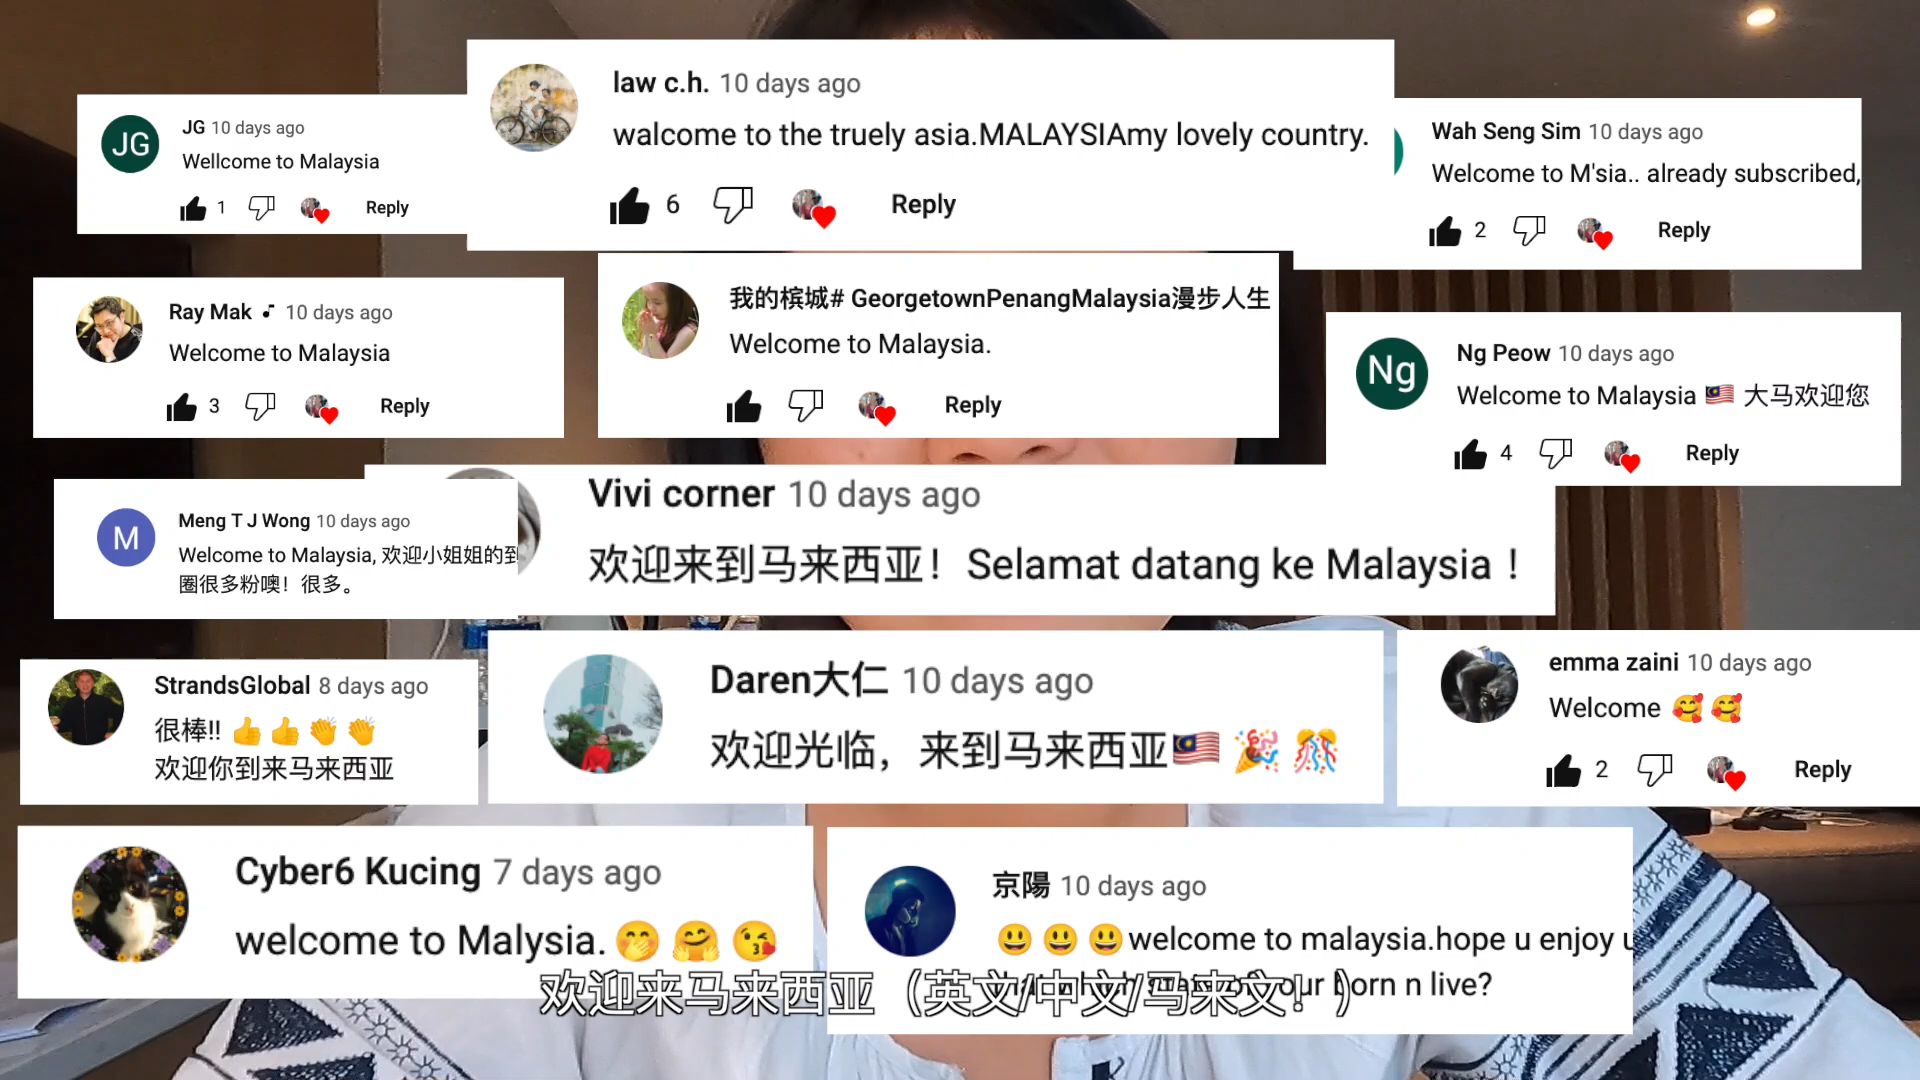 JG 10 days ago
Wellcome to Malaysia
1 Reply
law c.h. 10 days ago
walcome to the truely asia.MALAYSIAmy lovely country.
6 Reply
Wah Seng Sim 10 days ago
Welcome to M'sia.. already subscribed,
2 Reply
Ray Mak 10 days ago
Welcome to Malaysia
3 Reply
我的槟城# GeorgetownPenangMalaysia漫步人生
Welcome to Malaysia.
Reply
Ng
Ng Peow 10 days ago
Welcome to Malaysia 🇲🇾 大马欢迎您
4 Reply
M
Meng T J Wong 10 days ago
Welcome to Malaysia, 欢迎小姐姐的到
圈很多粉噢！很多。
Vivi corner 10 days ago
欢迎来到马来西亚！Selamat datang ke Malaysia！
StrandsGlobal 8 days ago
很棒!! 👍 👍 👏 👏
欢迎你到来马来西亚
Daren大仁 10 days ago
欢迎光临，来到马来西亚🇲🇾 🎉 🎊
emma zaini 10 days ago
Welcome 🥰 🥰
2 Reply
Cyber6 Kucing 7 days ago
welcome to Malysia. 🤭 🤗 😘
京陽 10 days ago
😃 😃 😃 welcome to malaysia.hope u enjoy u
our born n live?
欢迎来马来西亚（英文/中文/马来文！）